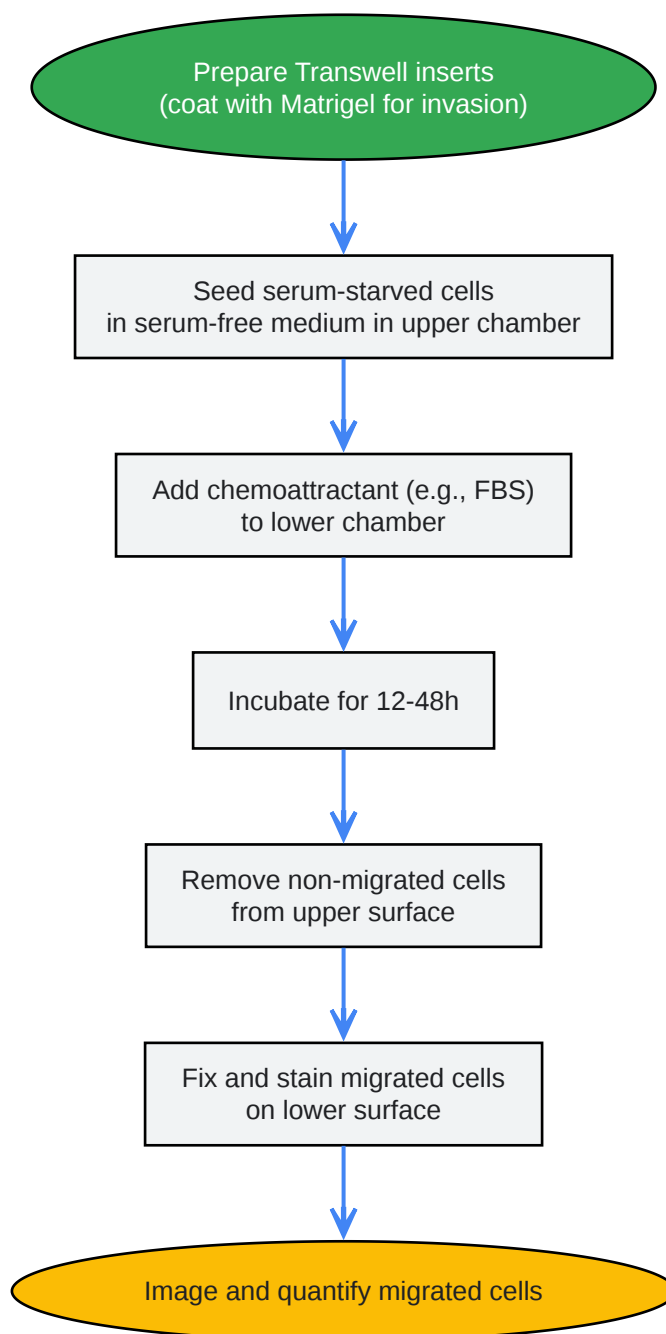 Prepare Transwell inserts
(coat with Matrigel for invasion)
Seed serum-starved cells
in serum-free medium in upper chamber
Add chemoattractant (e.g., FBS)
to lower chamber
Incubate for 12-48h
Remove non-migrated cells
from upper surface
Fix and stain migrated cells
on lower surface
Image and quantify migrated cells